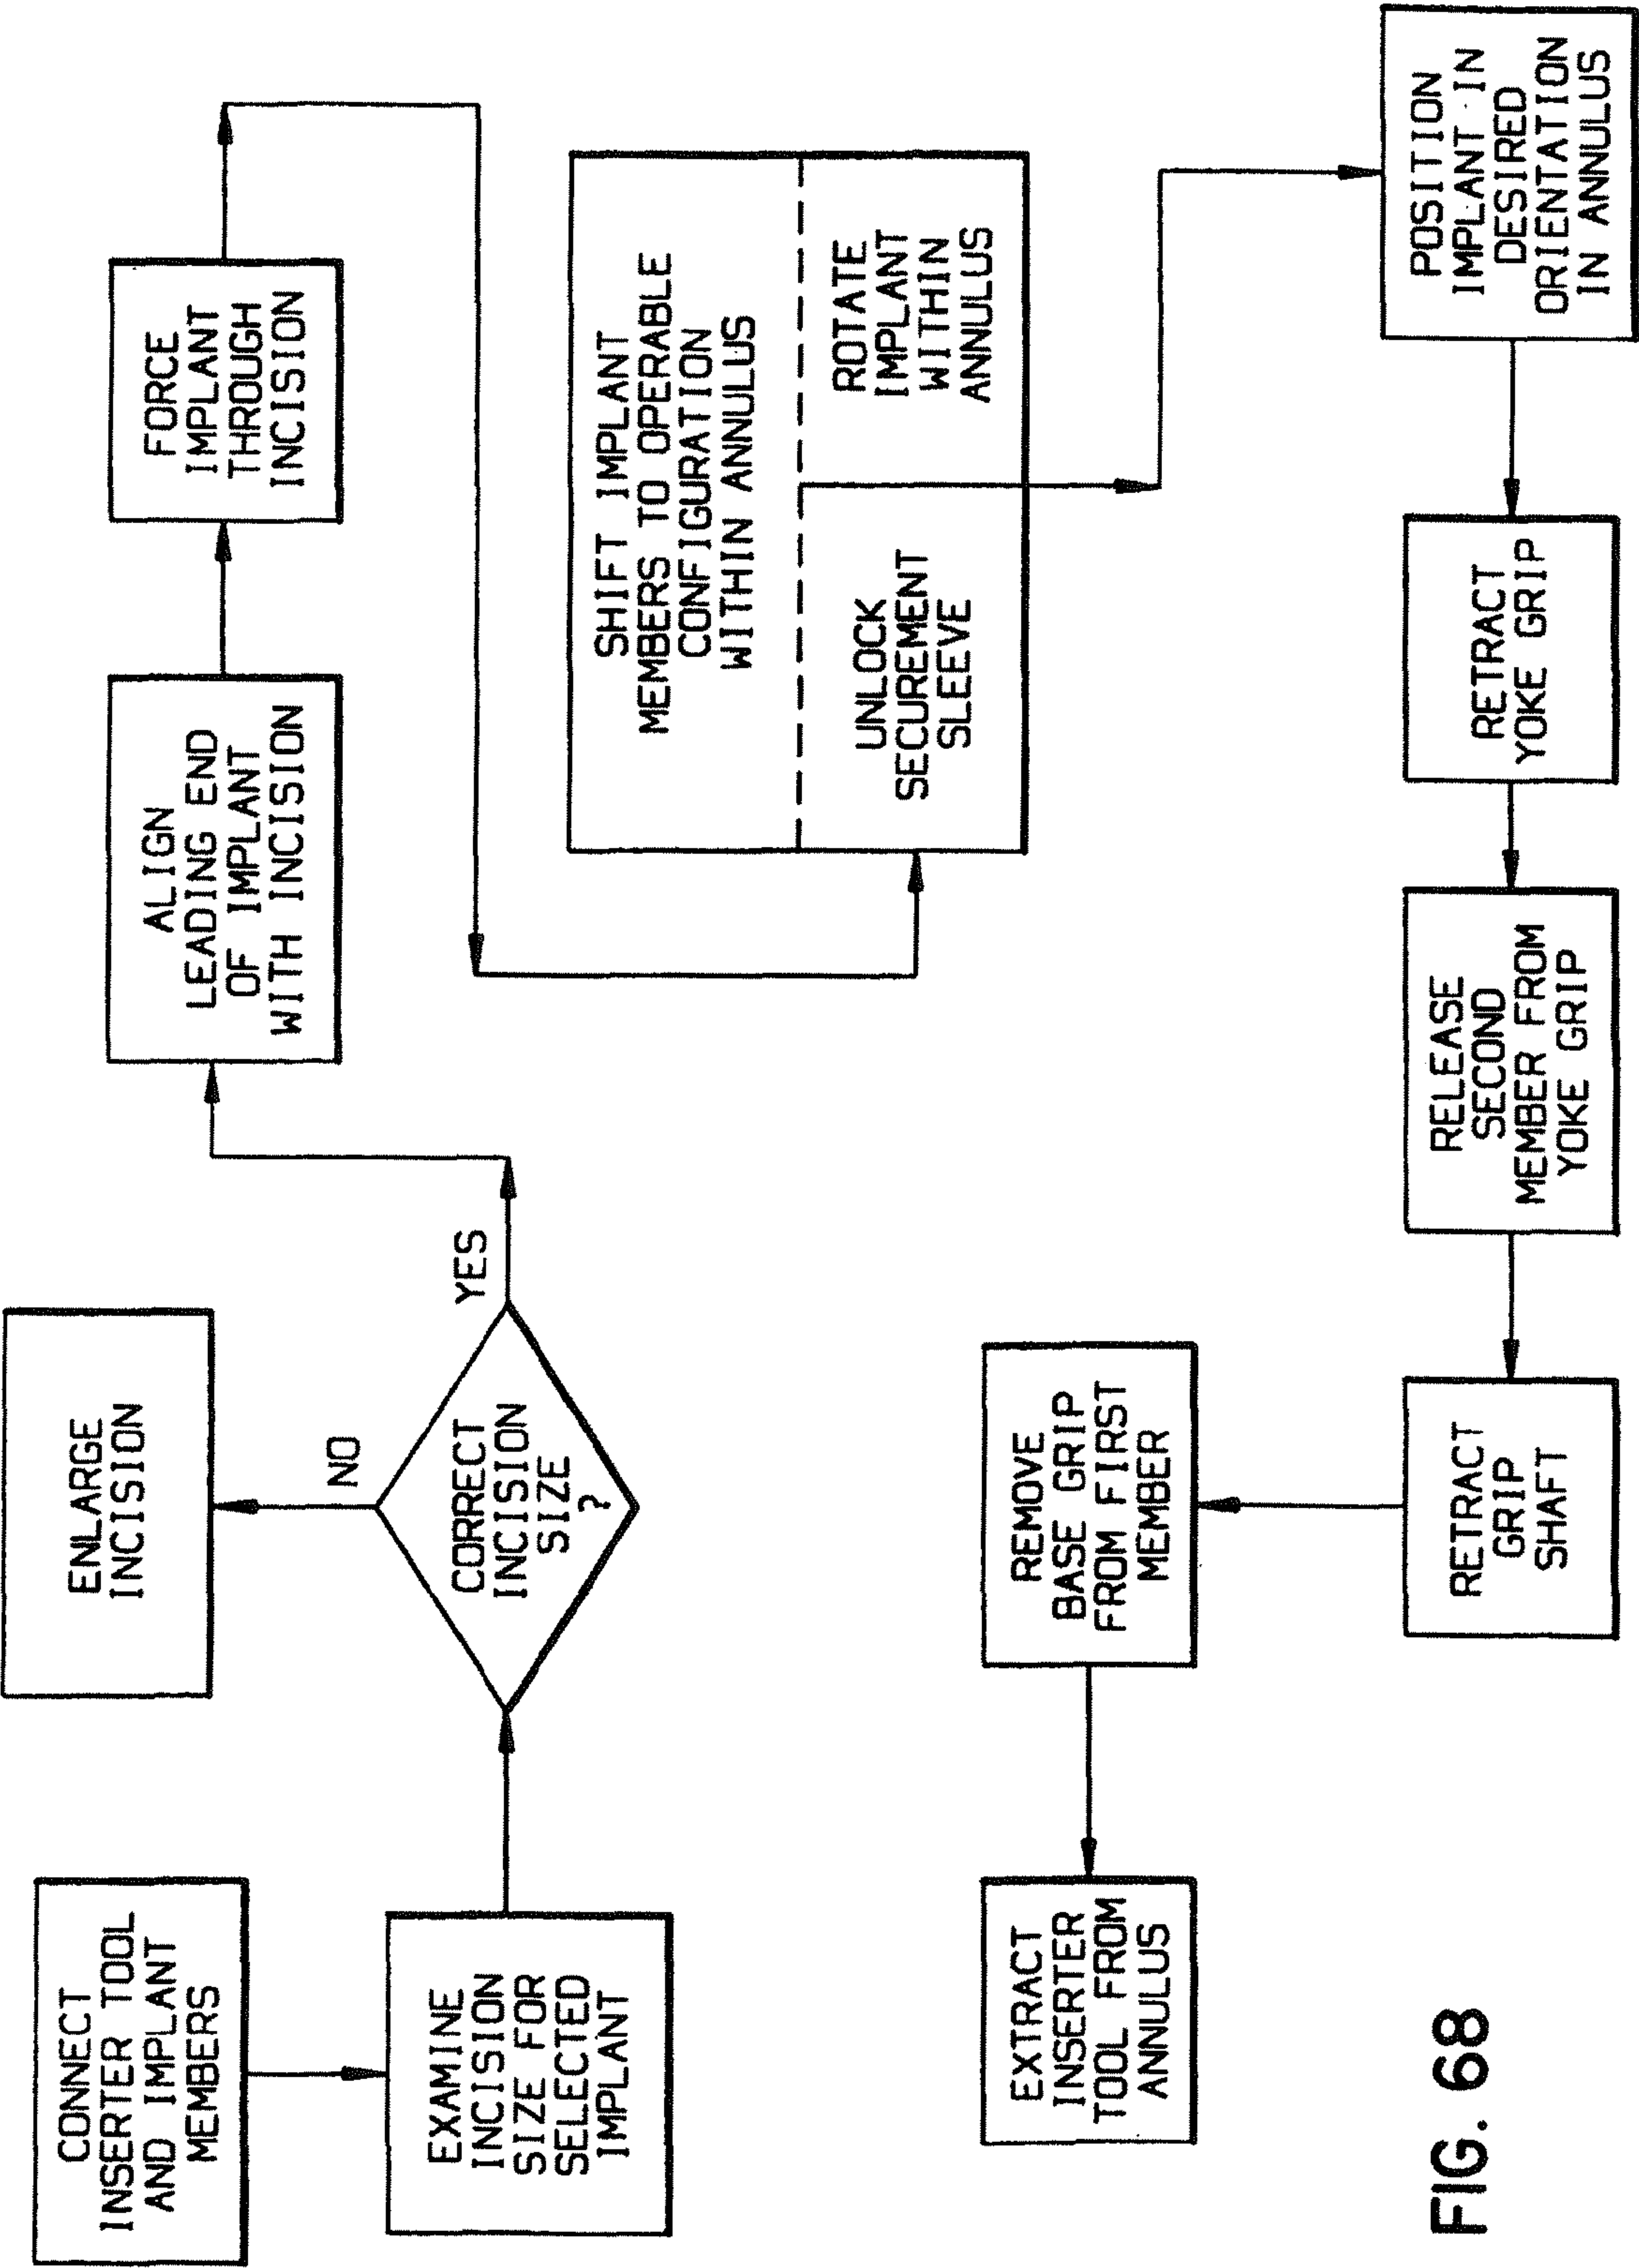 CONNECT
INSERTER TOOL
AND IMPLANT
MEMBERS
EXAMINE
INCISION
SIZE FOR
SELECTED
IMPLANT
CORRECT
INCISION
SIZE
?
NO
ENLARGE
INCISION
YES
ALIGN
LEADING END
OF IMPLANT
WITH INCISION
FORCE
IMPLANT
THROUGH
INCISION
SHIFT IMPLANT
MEMBERS TO OPERABLE
CONFIGURATION
WITHIN ANNULUS
UNLOCK
SECUREMENT
SLEEVE
ROTATE
IMPLANT
WITHIN
ANNULUS
POSITION
IMPLANT IN
DESIRED
ORIENTATION
IN ANNULUS
RETRACT
YOKE GRIP
RELEASE
SECOND
MEMBER FROM
YOKE GRIP
RETRACT
GRIP
SHAFT
REMOVE
BASE GRIP
FROM FIRST
MEMBER
EXTRACT
INSERTER
TOOL FROM
ANNULUS
FIG. 68